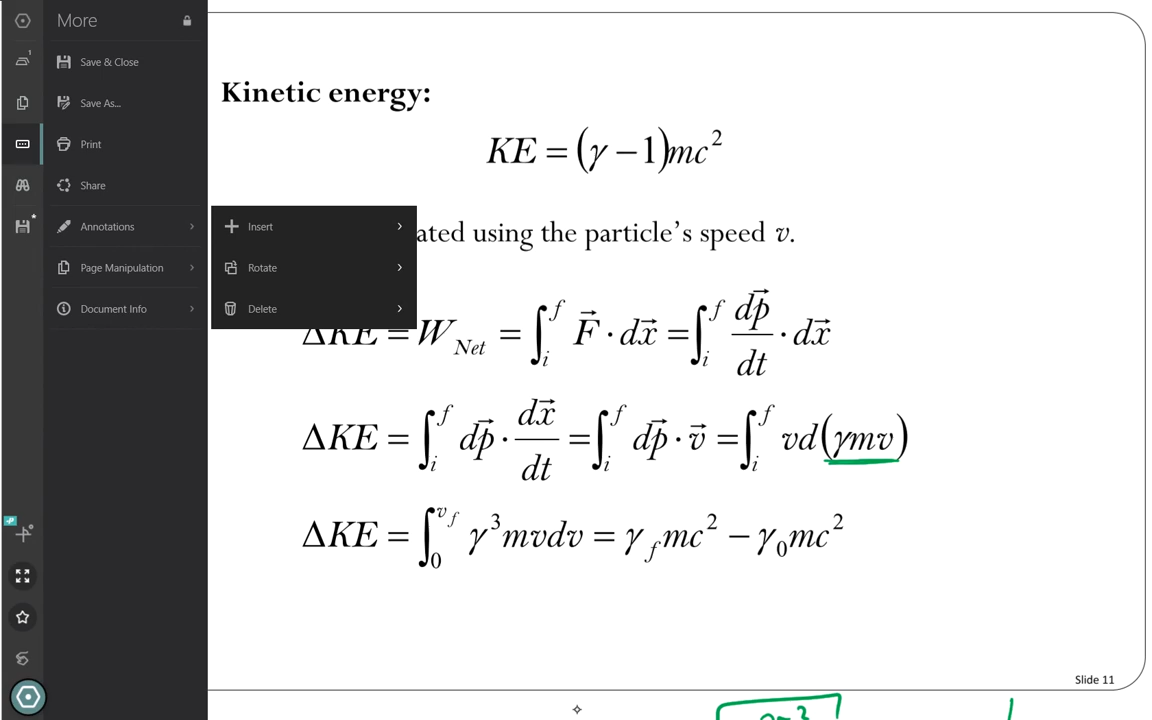 More
Save & Close
Save As...
Print
Share
Annotations
Page Manipulation
Document Info
Insert
Rotate
Delete
1
Kinetic energy:
KE = (γ − 1)mc²
ated using the particle's speed v.
ΔKE = W_Net = ∫_i^f F⃗ · dx⃗ = ∫_i^f dp⃗/dt · dx⃗
ΔKE = ∫_i^f dp⃗ · dx⃗/dt = ∫_i^f dp⃗ · v⃗ = ∫_i^f vd(γmv)
ΔKE = ∫_0^{v_f} γ³mvdv = γ_f mc² − γ_0 mc²
Slide 11